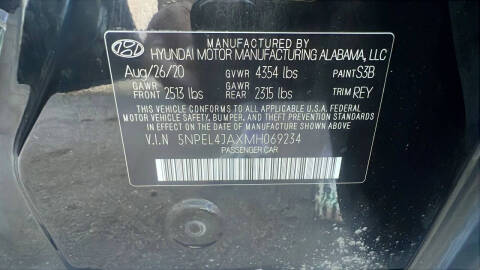 MANUFACTURED BY
HYUNDAI MOTOR MANUFACTURING ALABAMA, LLC
Aug/26/20 GVWR 4354 lbs PAINT S3B
GAWR FRONT 2513 lbs GAWR REAR 2315 lbs TRIM REY
THIS VEHICLE CONFORMS TO ALL APPLICABLE U.S.A. FEDERAL
MOTOR VEHICLE SAFETY, BUMPER, AND THEFT PREVENTION STANDARDS
IN EFFECT ON THE DATE OF MANUFACTURE SHOWN ABOVE.
V.I.N 5NPEL4JAXMH069234
PASSENGER CAR